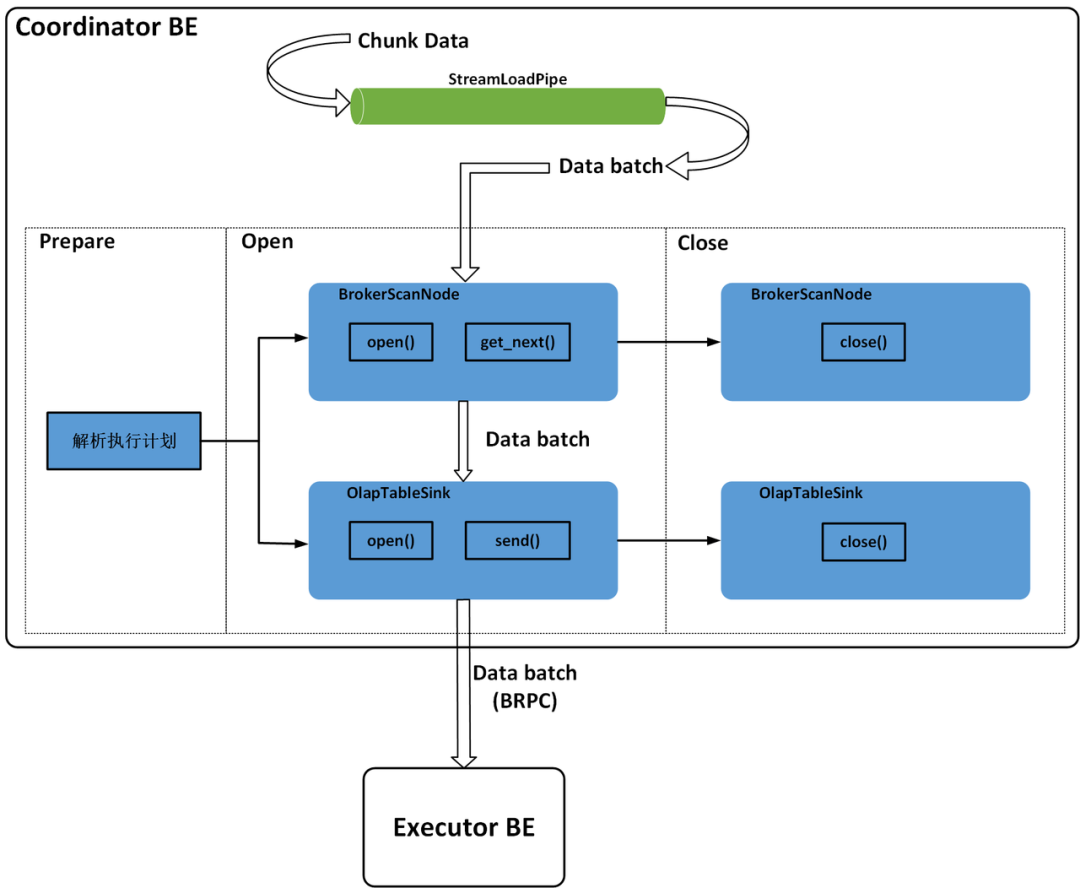 Coordinator BE
Chunk Data
StreamLoadPipe
Data batch
Prepare
Open
Close
BrokerScanNode
open()
get_next()
BrokerScanNode
close()
解析执行计划
Data batch
OlapTableSink
open()
send()
OlapTableSink
close()
Data batch
(BRPC)
Executor BE